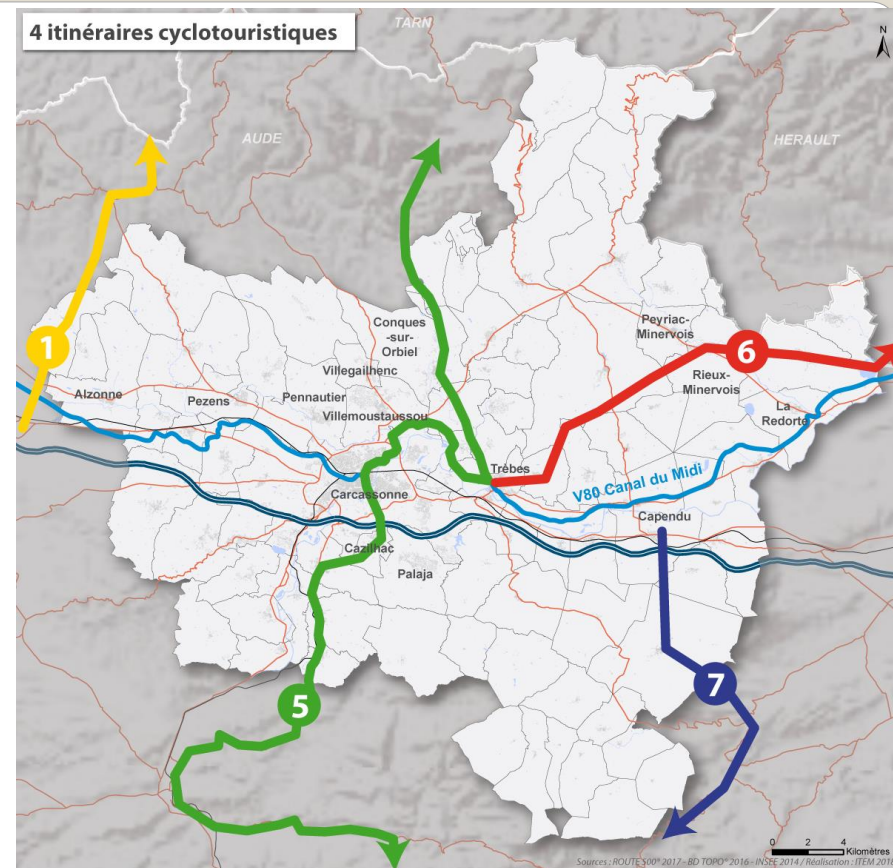 4 itinéraires cyclotouristiques
TARN
N
AUDE
HERAULT
Conques
-sur-
Orbiel
Peyriac-
Minervois
1
6
Villegailhenc
Rieux-
Minervois
Alzonne
Pezens
Pennautier
Villemoustaussou
La
Redorte
Trèbes
V80 Canal du Midi
Carcassonne
Capendu
Cazilhac
Palaja
7
5
0 2 4
Kilomètres
Sources : ROUTE 500® 2017 - BD TOPO® 2016 - INSEE 2014 / Réalisation : ITEM